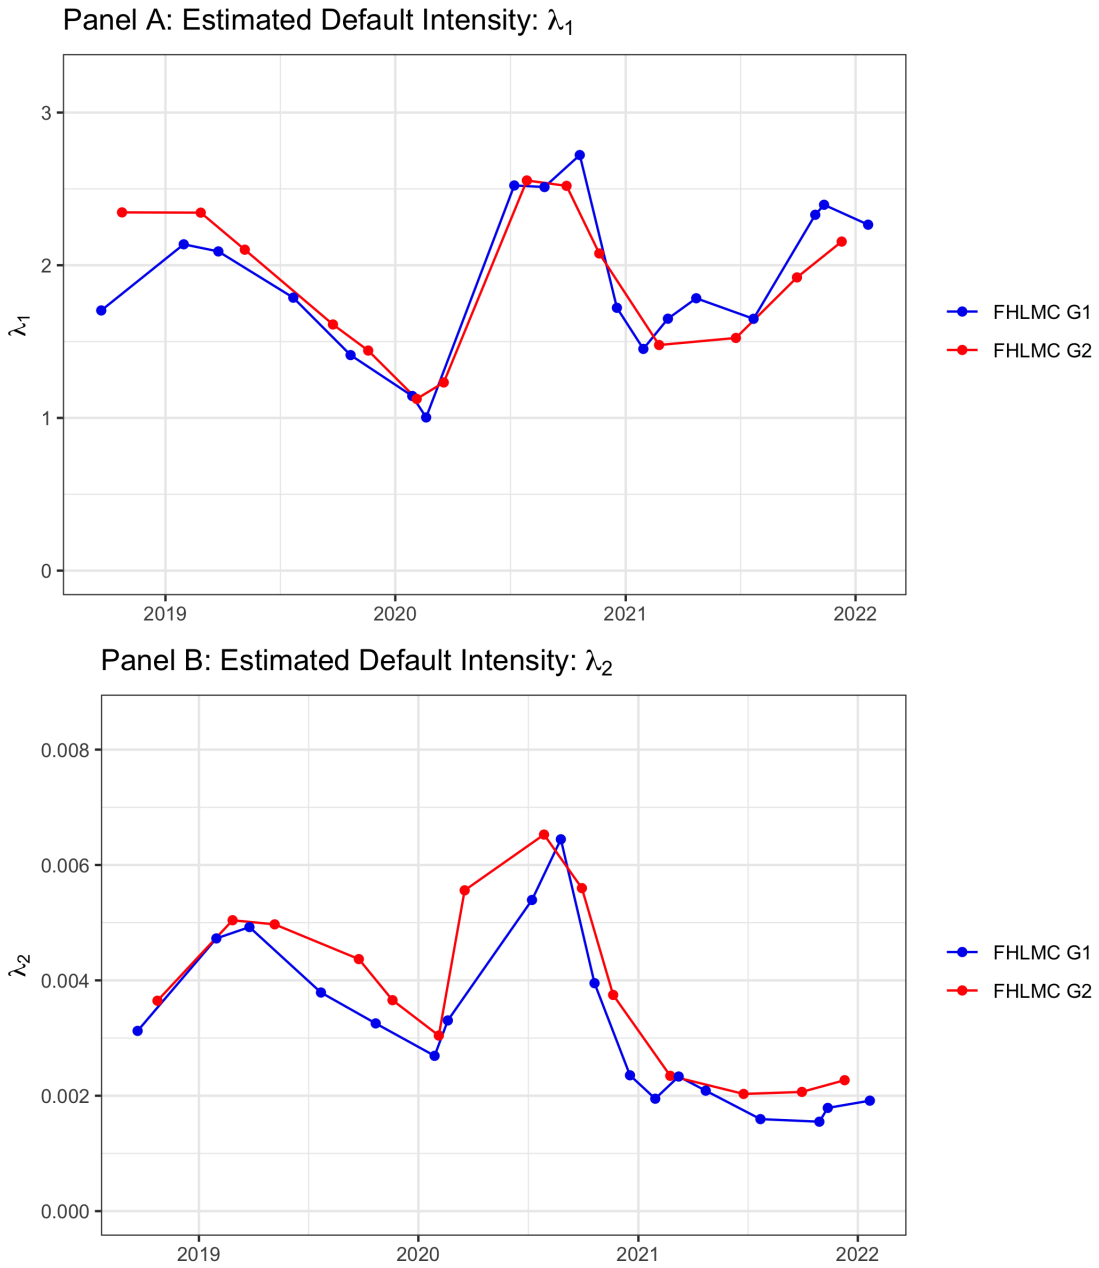 Panel A: Estimated Default Intensity: λ₁
3
2
1
0
λ₁
2019 2020 2021 2022
FHLMC G1
FHLMC G2
Panel B: Estimated Default Intensity: λ₂
0.008
0.006
0.004
0.002
0.000
λ₂
2019 2020 2021 2022
FHLMC G1
FHLMC G2